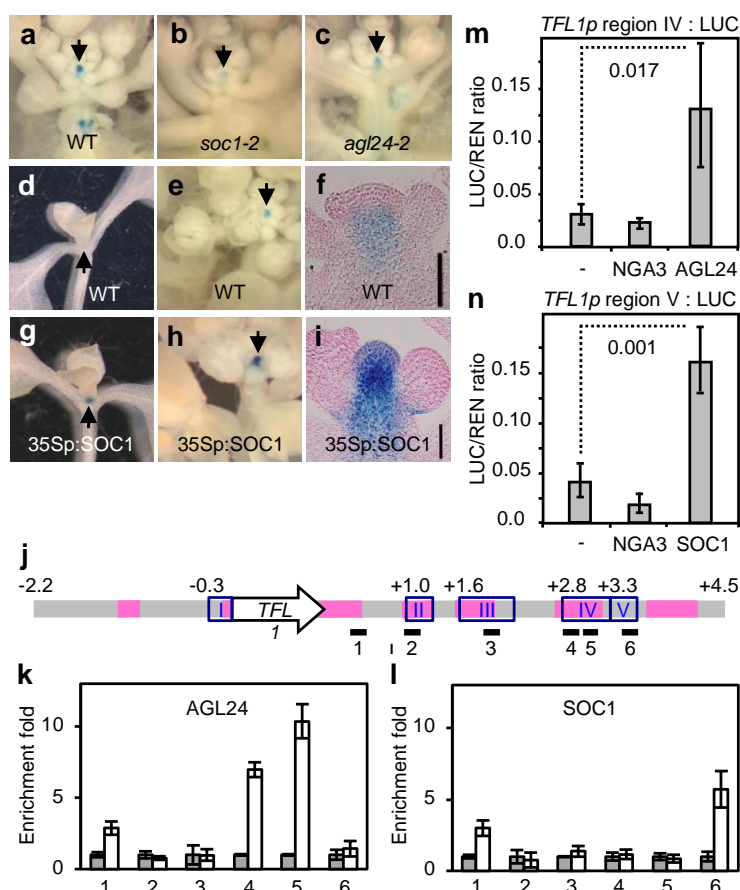 a b c
WT soc1-2 agl24-2
d e f
WT WT WT
g h i
35Sp:SOC1 35Sp:SOC1 35Sp:SOC1
m TFL1p region IV : LUC
0.017
0.15
0.10
0.05
0.0
LUC/REN ratio
- NGA3 AGL24
n TFL1p region V : LUC
0.001
0.15
0.10
0.05
0.0
LUC/REN ratio
- NGA3 SOC1
j
-2.2 -0.3 +1.0 +1.6 +2.8 +3.3 +4.5
I TFL II III IV V
1
1 2 3 4 5 6
k AGL24
10
5
0
Enrichment fold
1 2 3 4 5 6
l SOC1
10
5
0
Enrichment fold
1 2 3 4 5 6